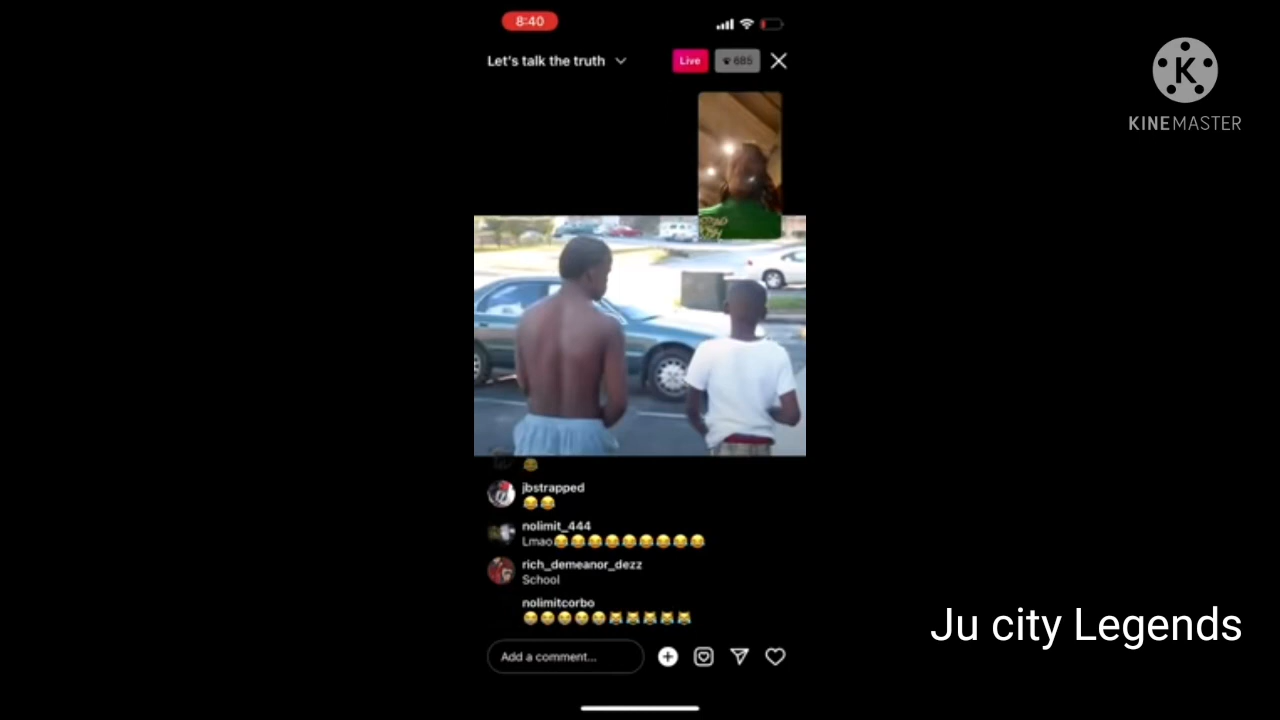 8:40
Let's talk the truth
Live
685
KINEMASTER
jbstrapped
😂😂
nolimit_444
Lmao😂😂😂😂😂😂😂😂😂
rich_demeanor_dezz
School
nolimitcorbo
😂😂😂😂😂😹😹😹😹😹
Add a comment...
Ju city Legends